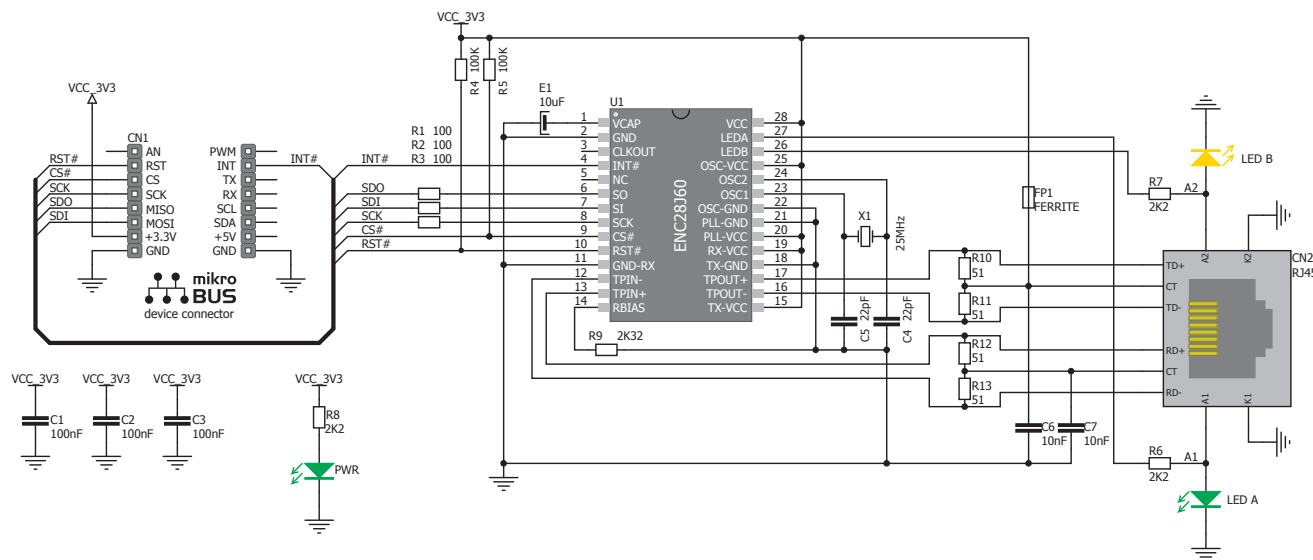 VCC_3V3
VCC_3V3
CN1
AN
RST
CS
SCK
MISO
MOSI
+3.3V
GND
PWM
INT
TX
RX
SCL
SDA
+5V
GND
RST#
CS#
SCK
SDO
SDI
INT#
mikro
BUS
device connector
INT#
SDO
SDI
SCK
CS#
RST#
R1 100
R2 100
R3 100
R4 100K
R5 100K
E1
10uF
U1
ENC28J60
1 VCAP
2 GND
3 CLKOUT
4 INT#
5 NC
6 SO
7 SI
8 SCK
9 CS#
10 RST#
11 GND-RX
12 TPIN-
13 TPIN+
14 RBIAS
VCC 28
LEDA 27
LEDB 26
OSC-VCC 25
OSC2 24
OSC1 23
OSC-GND 22
PLL-GND 21
PLL-VCC 20
RX-VCC 19
TX-GND 18
TPOUT+ 17
TPOUT- 16
TX-VCC 15
R9 2K32
X1
25MHz
C5 22pF
C4 22pF
FP1
FERRITE
R10
51
R11
51
R12
51
R13
51
C6
10nF
C7
10nF
LED B
R7
2K2
A2
R6
2K2
A1
LED A
CN2
RJ45
A2
K2
TD+
CT
TD-
RD+
CT
RD-
A1
K1
VCC_3V3
C1
100nF
VCC_3V3
C2
100nF
VCC_3V3
C3
100nF
VCC_3V3
R8
2K2
PWR